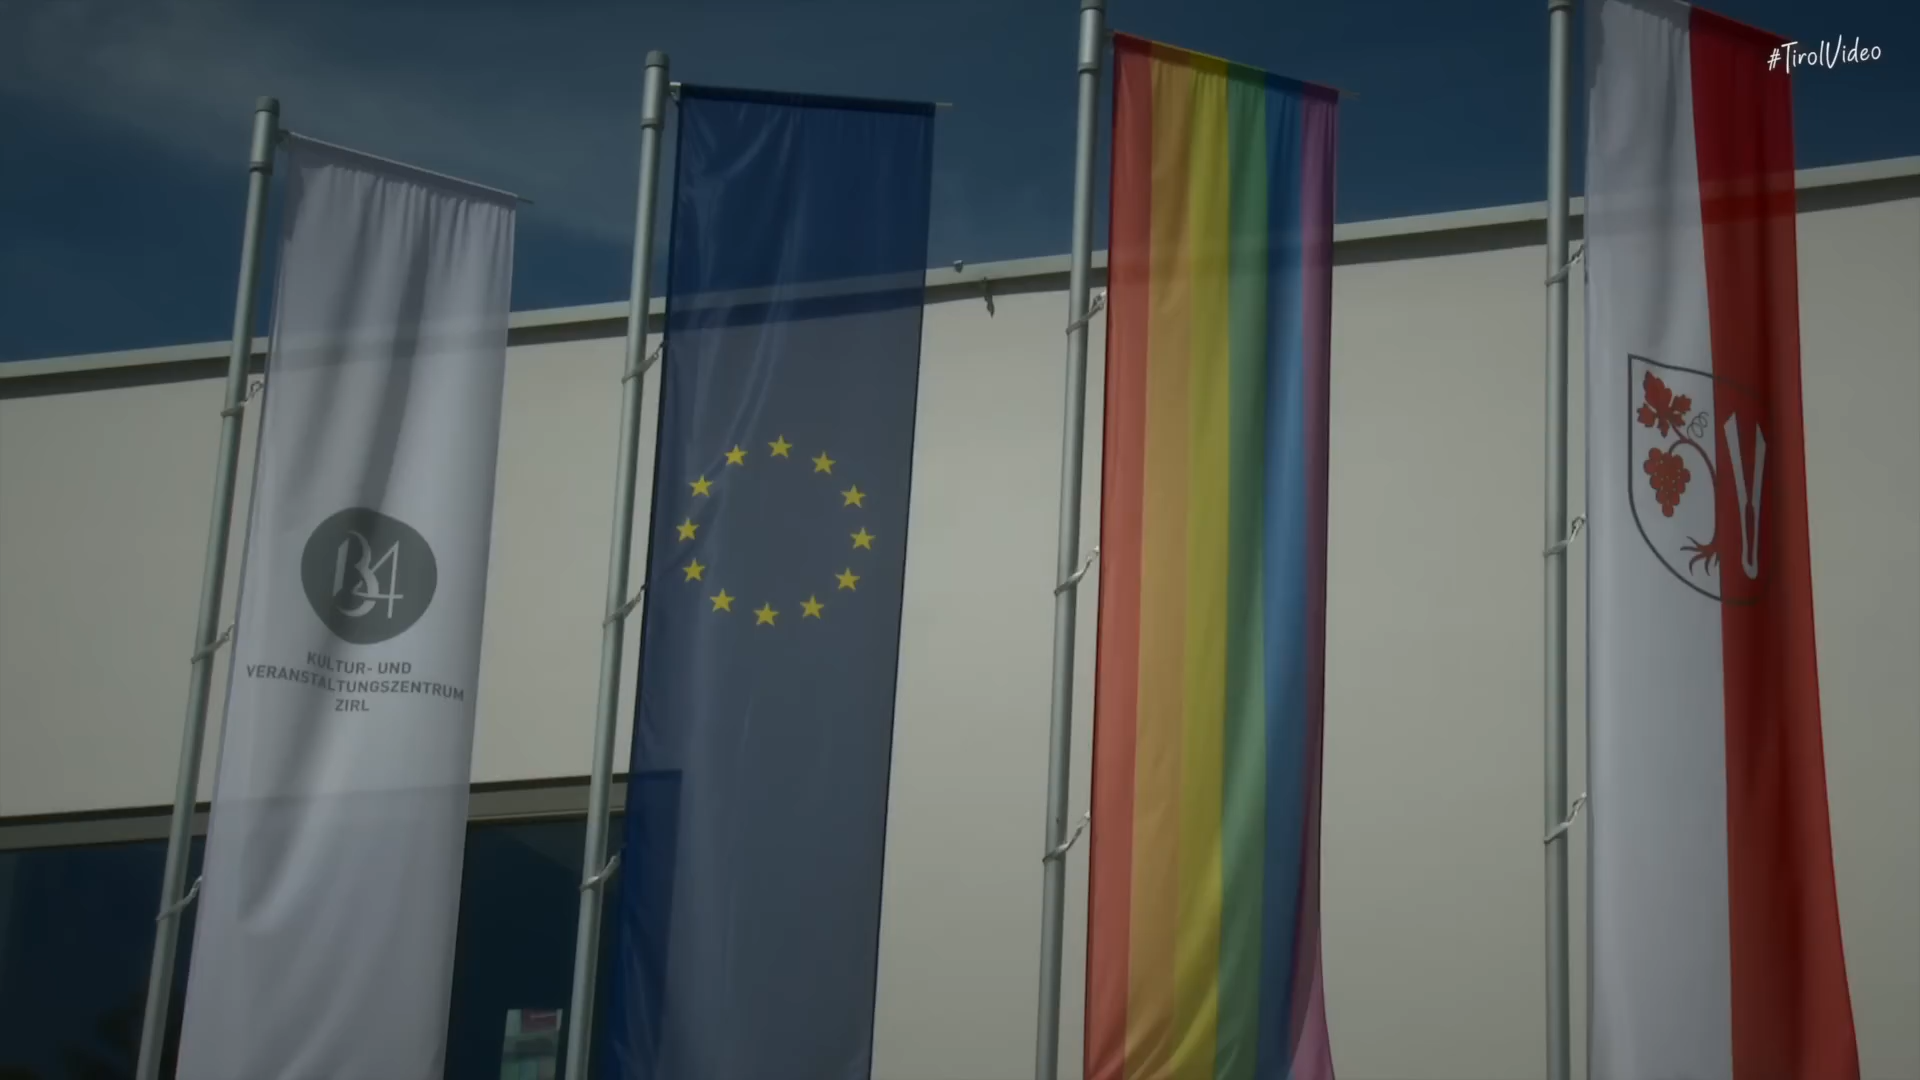 #TirolVideo
B4
KULTUR- UND
VERANSTALTUNGSZENTRUM
ZIRL